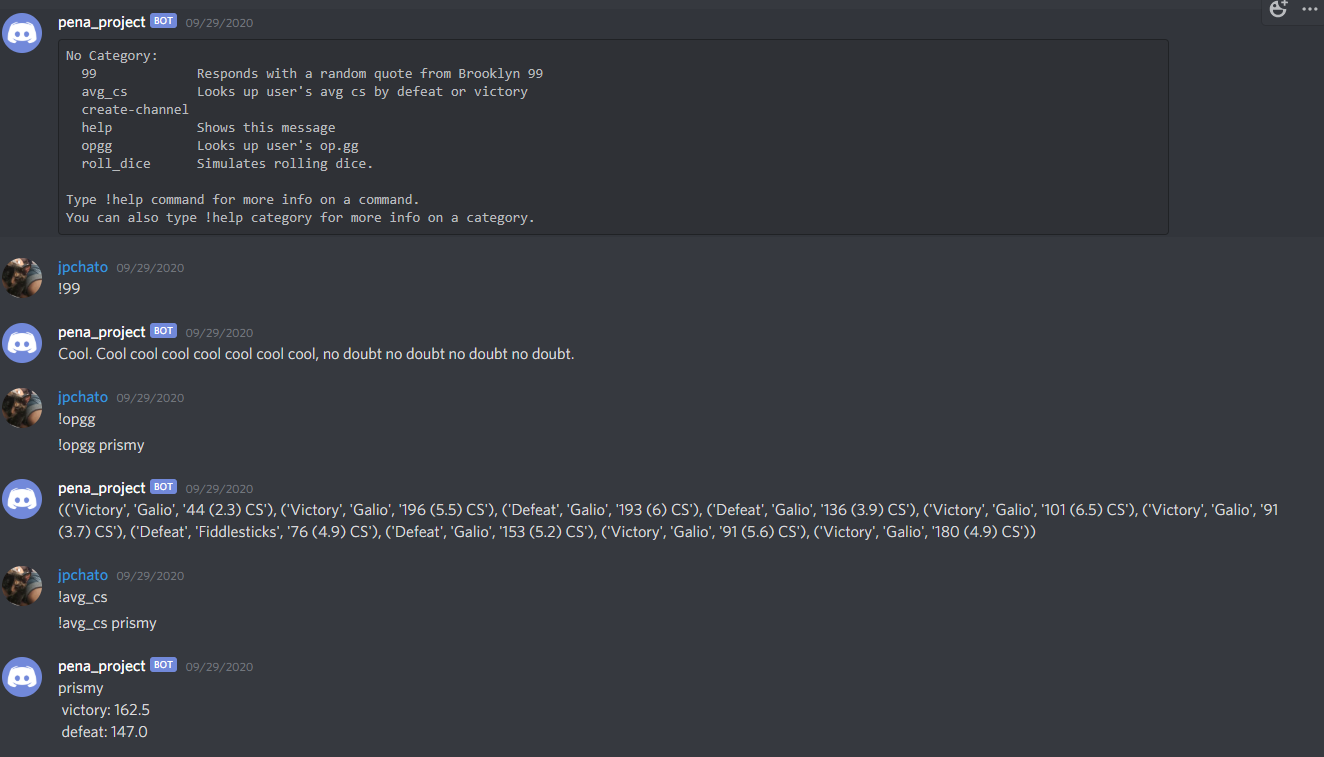 pena_project BOT 09/29/2020
No Category:
  99             Responds with a random quote from Brooklyn 99
  avg_cs         Looks up user's avg cs by defeat or victory
  create-channel
  help           Shows this message
  opgg           Looks up user's op.gg
  roll_dice      Simulates rolling dice.
Type !help command for more info on a command.
You can also type !help category for more info on a category.
jpchato 09/29/2020
!99
pena_project BOT 09/29/2020
Cool. Cool cool cool cool cool cool cool, no doubt no doubt no doubt no doubt.
jpchato 09/29/2020
!opgg
!opgg prismy
pena_project BOT 09/29/2020
(('Victory', 'Galio', '44 (2.3) CS'), ('Victory', 'Galio', '196 (5.5) CS'), ('Defeat', 'Galio', '193 (6) CS'), ('Defeat', 'Galio', '136 (3.9) CS'), ('Victory', 'Galio', '101 (6.5) CS'), ('Victory', 'Galio', '91
(3.7) CS'), ('Defeat', 'Fiddlesticks', '76 (4.9) CS'), ('Defeat', 'Galio', '153 (5.2) CS'), ('Victory', 'Galio', '91 (5.6) CS'), ('Victory', 'Galio', '180 (4.9) CS'))
jpchato 09/29/2020
!avg_cs
!avg_cs prismy
pena_project BOT 09/29/2020
prismy
victory: 162.5
defeat: 147.0